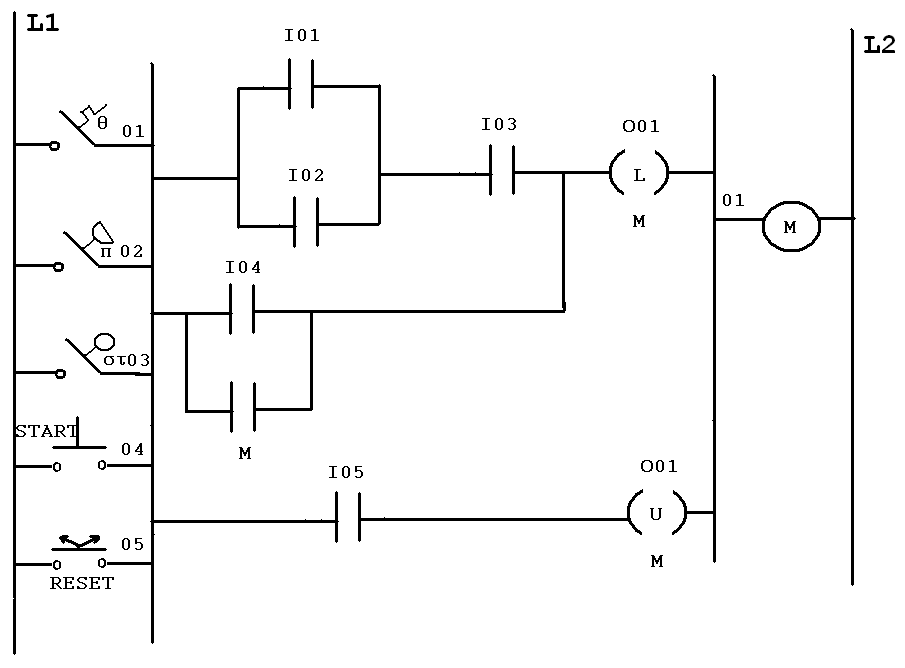 L1
I01
L2
θ
01
I03
O01
I02
L
M
01
M
π 02
I04
στ03
START
04
M
I05
O01
U
M
05
RESET